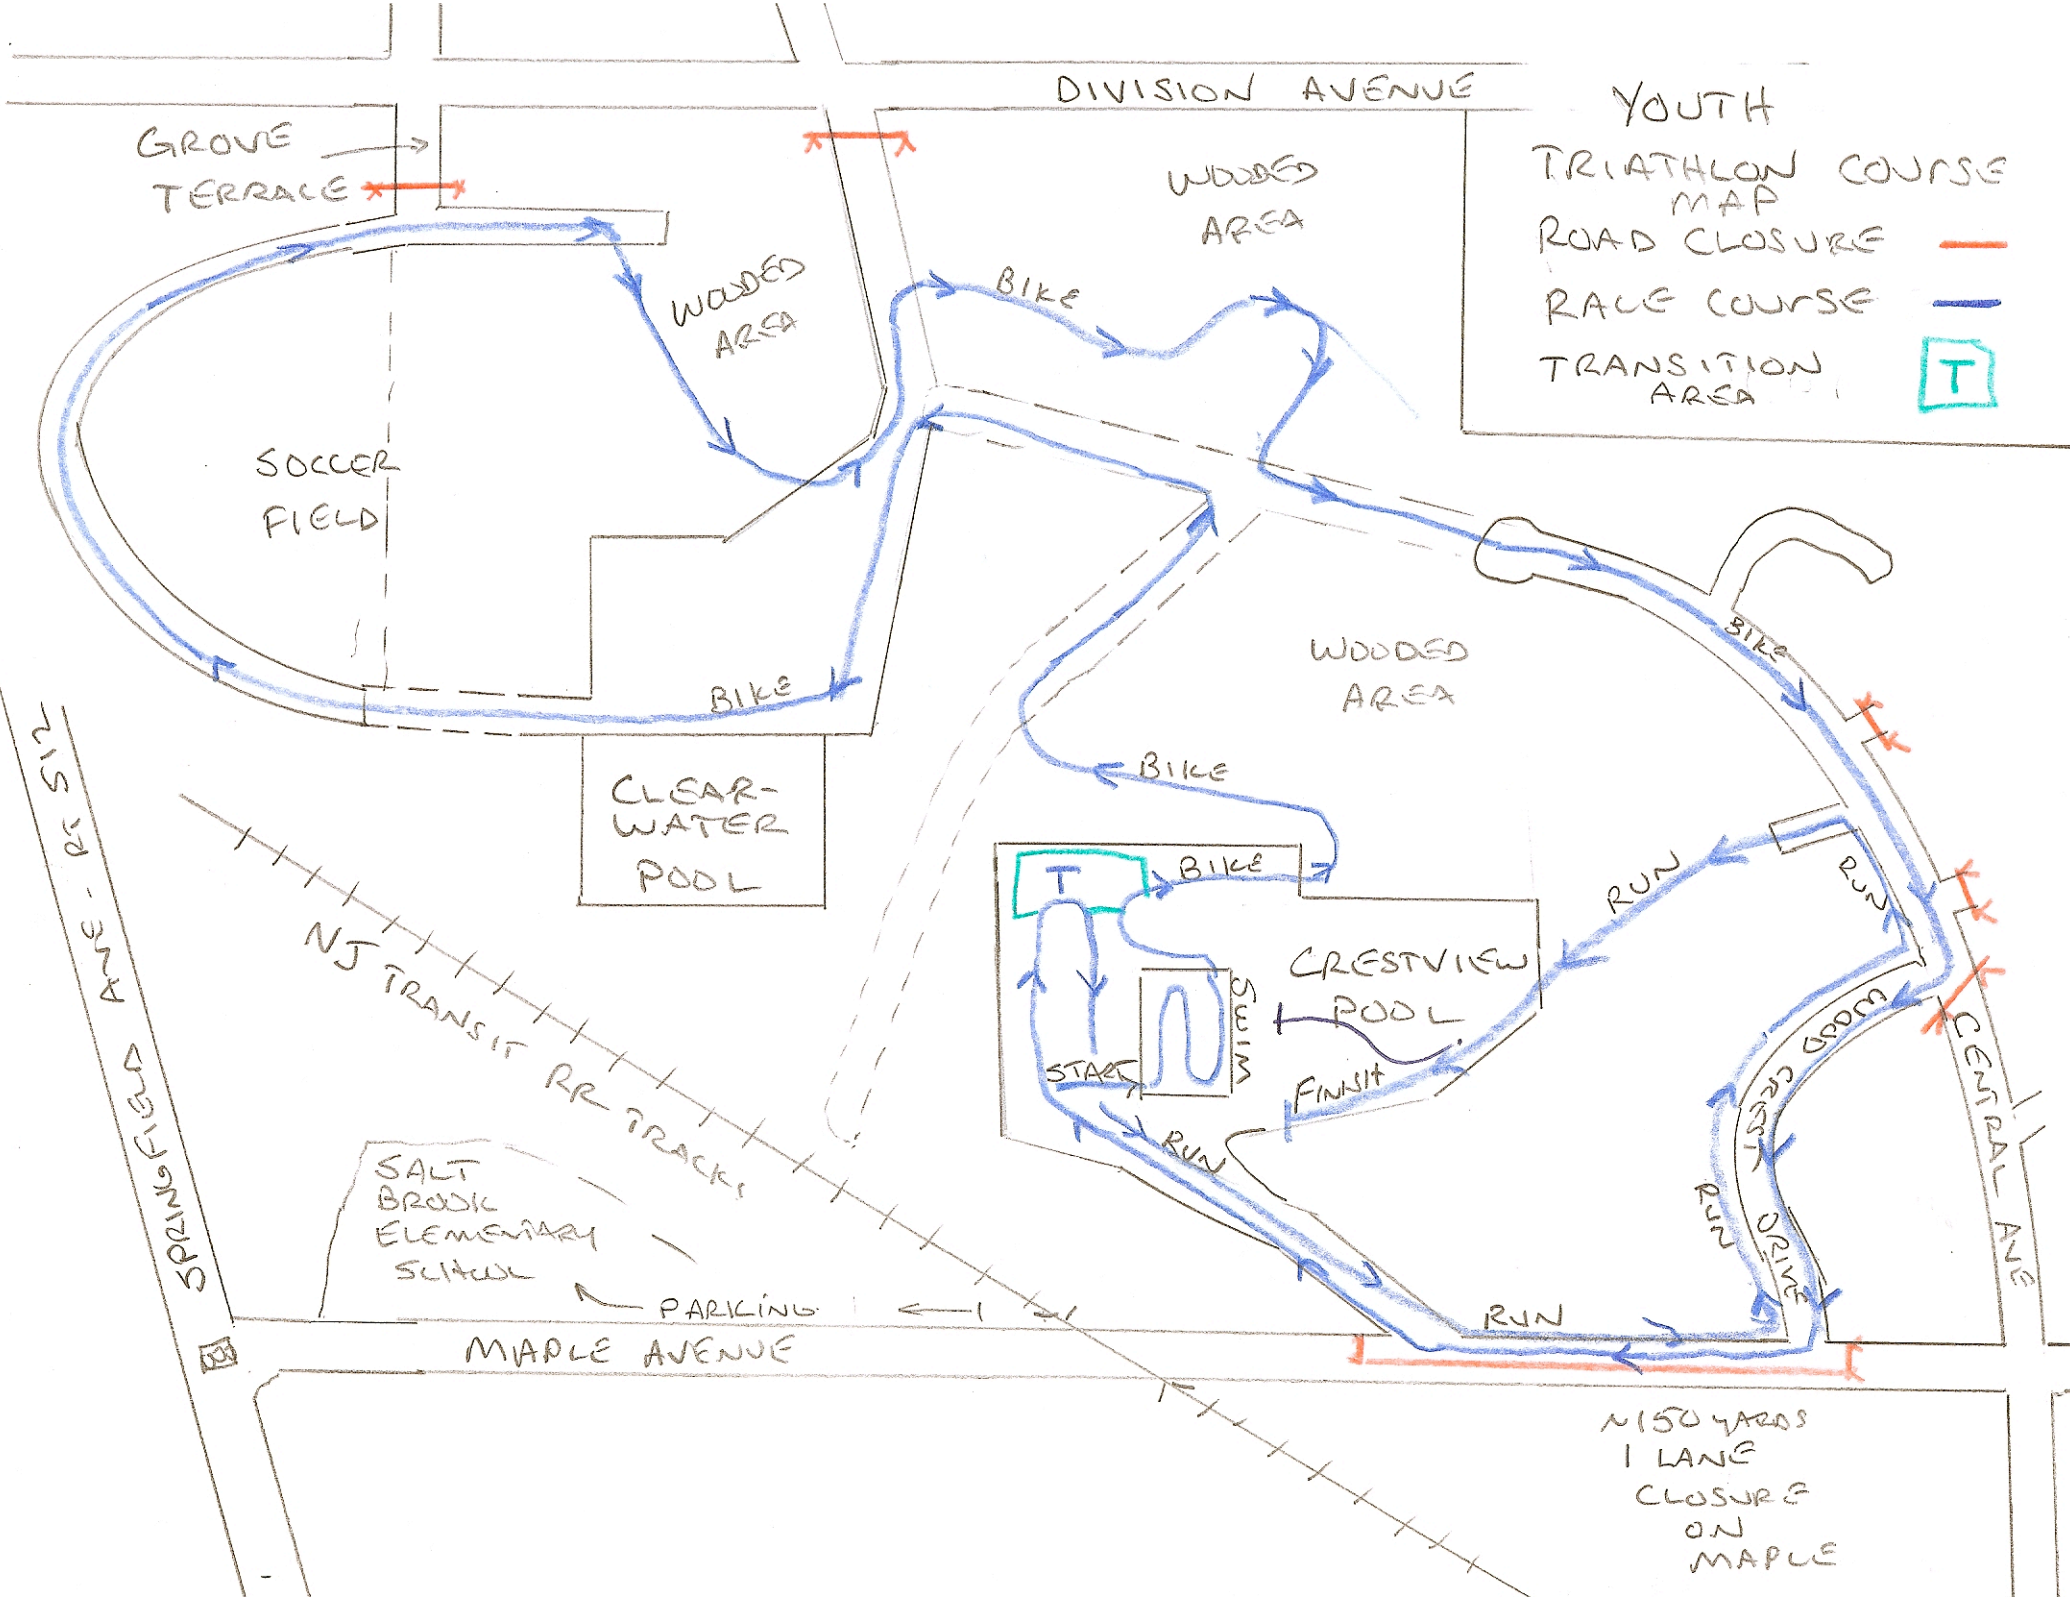 DIVISION AVENUE
YOUTH
TRIATHLON COURSE
MAP
ROAD CLOSURE
RACE COURSE
TRANSITION
AREA
T
GROVE
TERRACE
WOODED
AREA
WOODED
AREA
BIKE
SOCCER
FIELD
BIKE
WOODED
AREA
BIKE
BIKE
CLEAR-
WATER
POOL
T
BIKE
RUN
RUN
CRESTVIEW
POOL
SWIM
START
FINISH
RUN
WOOD CREST DRIVE
RUN
CENTRAL AVE
SPRINGFIELD AVE - RT 512
NJ TRANSIT RR TRACKS
SALT
BROOK
ELEMENTARY
SCHOOL
PARKING
RUN
MAPLE AVENUE
~150 YARDS
1 LANE
CLOSURE
ON
MAPLE